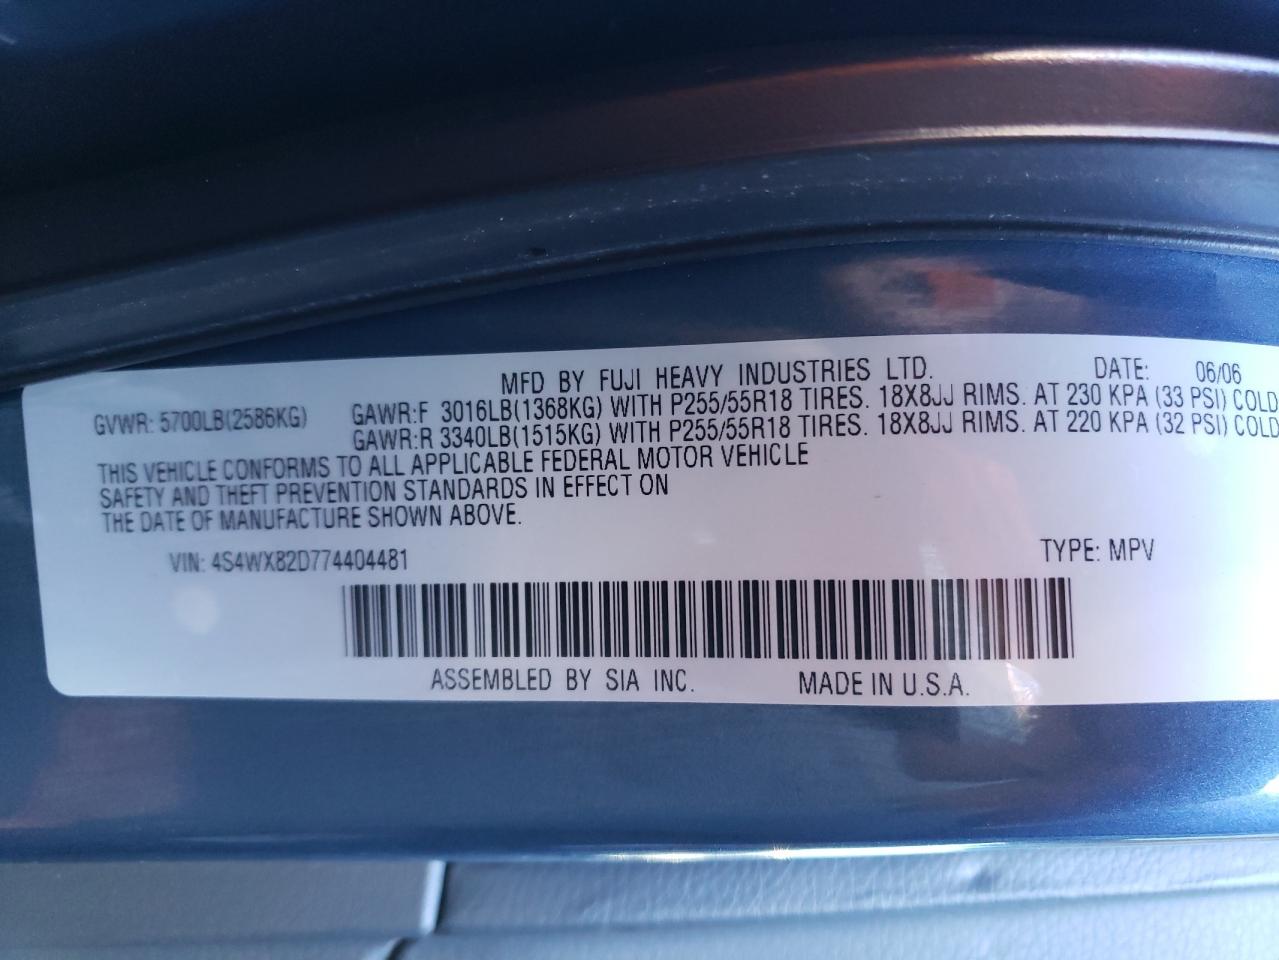 MFD BY FUJI HEAVY INDUSTRIES LTD. DATE: 06/06
GVWR: 5700LB(2586KG) GAWR:F 3016LB(1368KG) WITH P255/55R18 TIRES. 18X8JJ RIMS. AT 230 KPA (33 PSI) COLD
GAWR:R 3340LB(1515KG) WITH P255/55R18 TIRES. 18X8JJ RIMS. AT 220 KPA (32 PSI) COLD
THIS VEHICLE CONFORMS TO ALL APPLICABLE FEDERAL MOTOR VEHICLE
SAFETY AND THEFT PREVENTION STANDARDS IN EFFECT ON
THE DATE OF MANUFACTURE SHOWN ABOVE.
VIN: 4S4WX82D774404481 TYPE: MPV
ASSEMBLED BY SIA INC. MADE IN U.S.A.